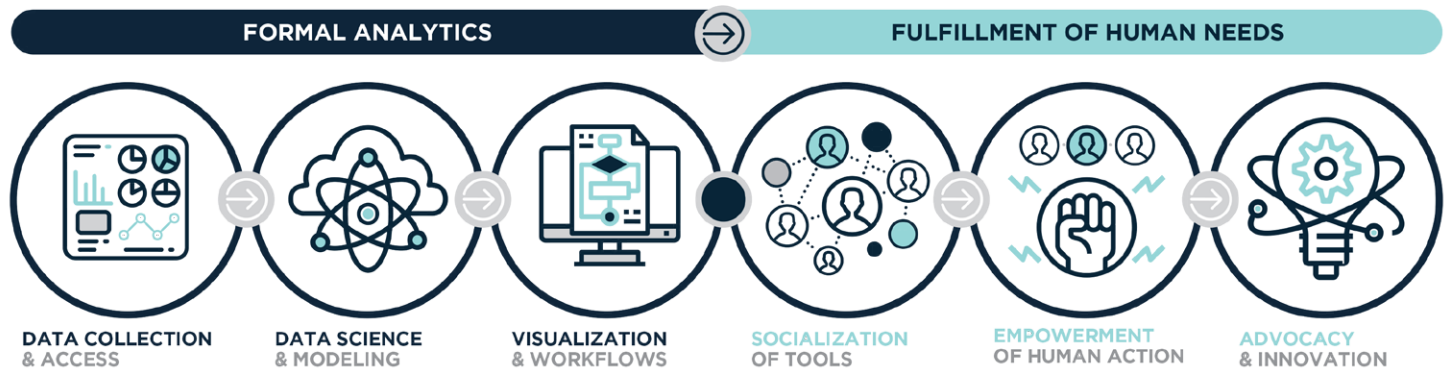 FORMAL ANALYTICS
FULFILLMENT OF HUMAN NEEDS
DATA COLLECTION
& ACCESS
DATA SCIENCE
& MODELING
VISUALIZATION
& WORKFLOWS
SOCIALIZATION
OF TOOLS
EMPOWERMENT
OF HUMAN ACTION
ADVOCACY
& INNOVATION